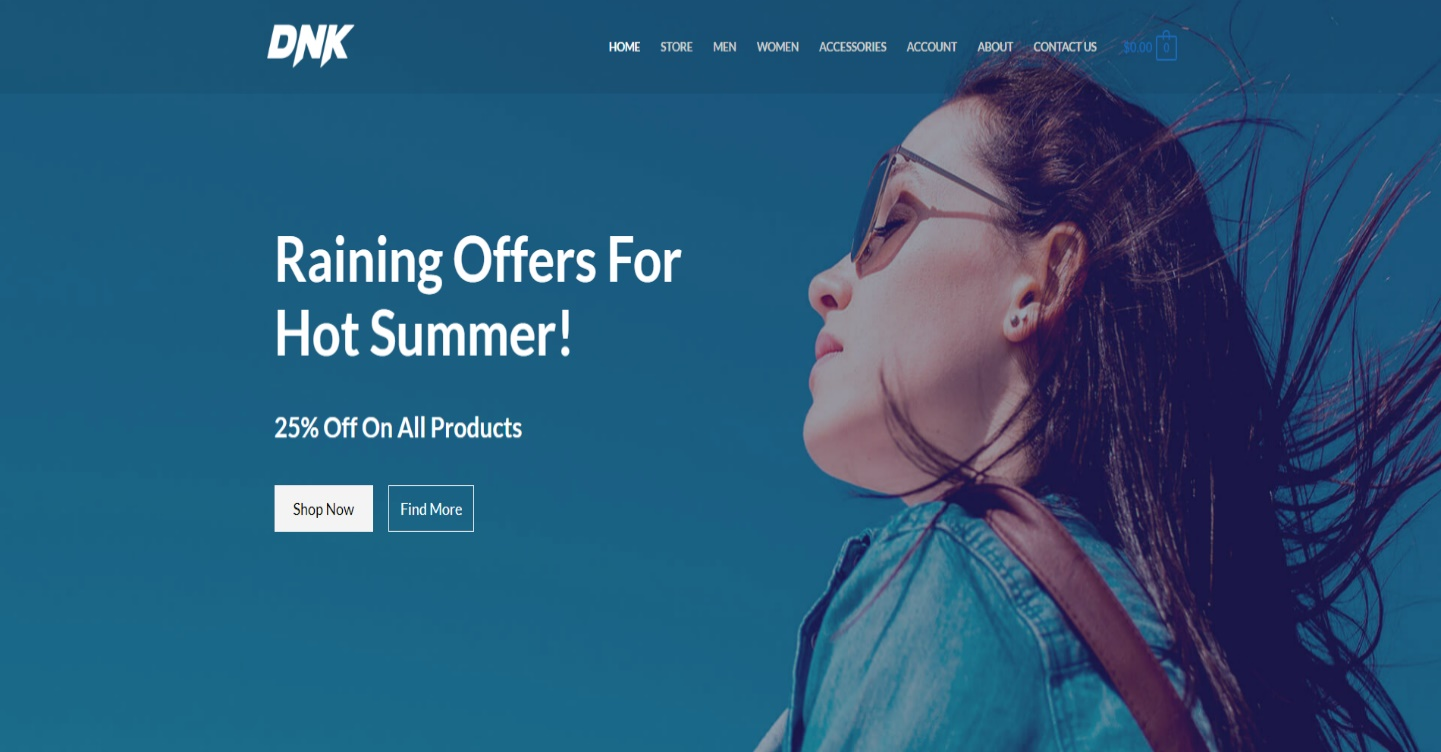 DNK
HOME STORE MEN WOMEN ACCESSORIES ACCOUNT ABOUT CONTACT US $0.00 0
Raining Offers For
Hot Summer!
25% Off On All Products
Shop Now Find More